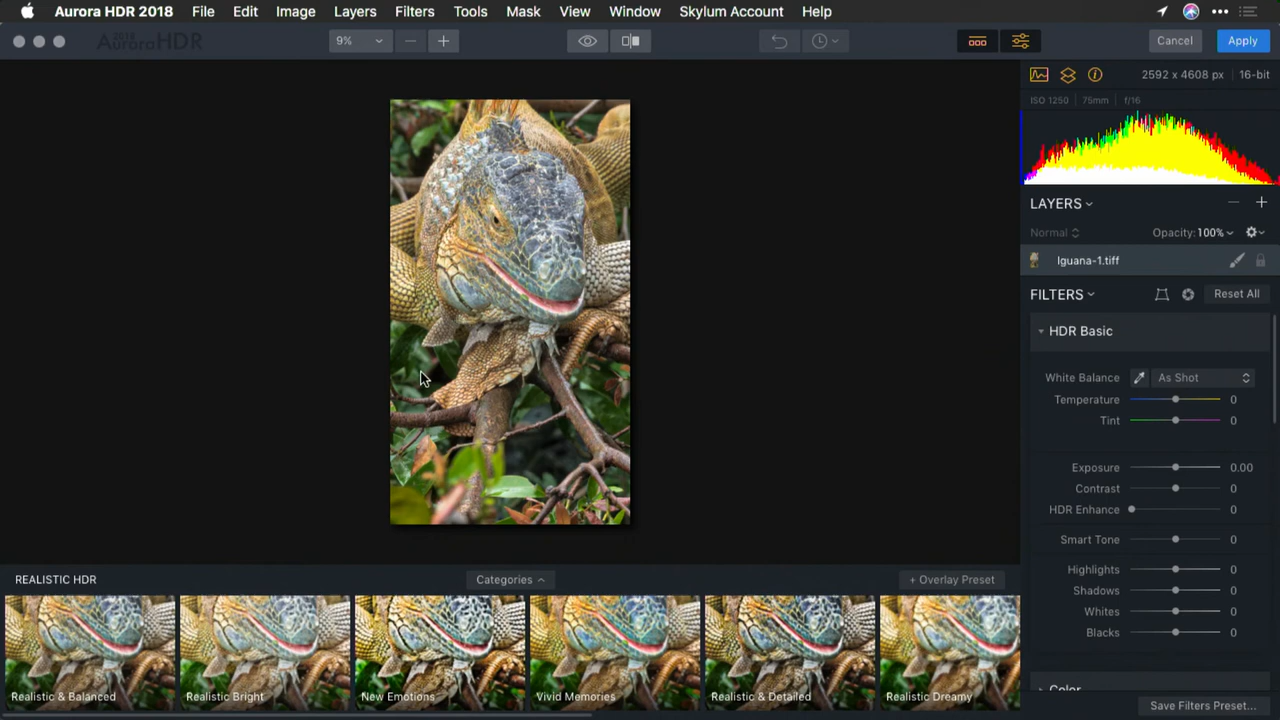 Aurora HDR 2018 File Edit Image Layers Filters Tools Mask View Window Skylum Account Help
2018
AuroraHDR
9%
Cancel
Apply
2592 x 4608 px 16-bit
ISO 1250 75mm f/16
LAYERS
Normal
Opacity: 100%
Iguana-1.tiff
FILTERS
Reset All
HDR Basic
White Balance As Shot
Temperature 0
Tint 0
Exposure 0.00
Contrast 0
HDR Enhance 0
Smart Tone 0
Highlights 0
Shadows 0
Whites 0
Blacks 0
Color
Save Filters Preset...
REALISTIC HDR
Categories
+ Overlay Preset
Realistic & Balanced
Realistic Bright
New Emotions
Vivid Memories
Realistic & Detailed
Realistic Dreamy